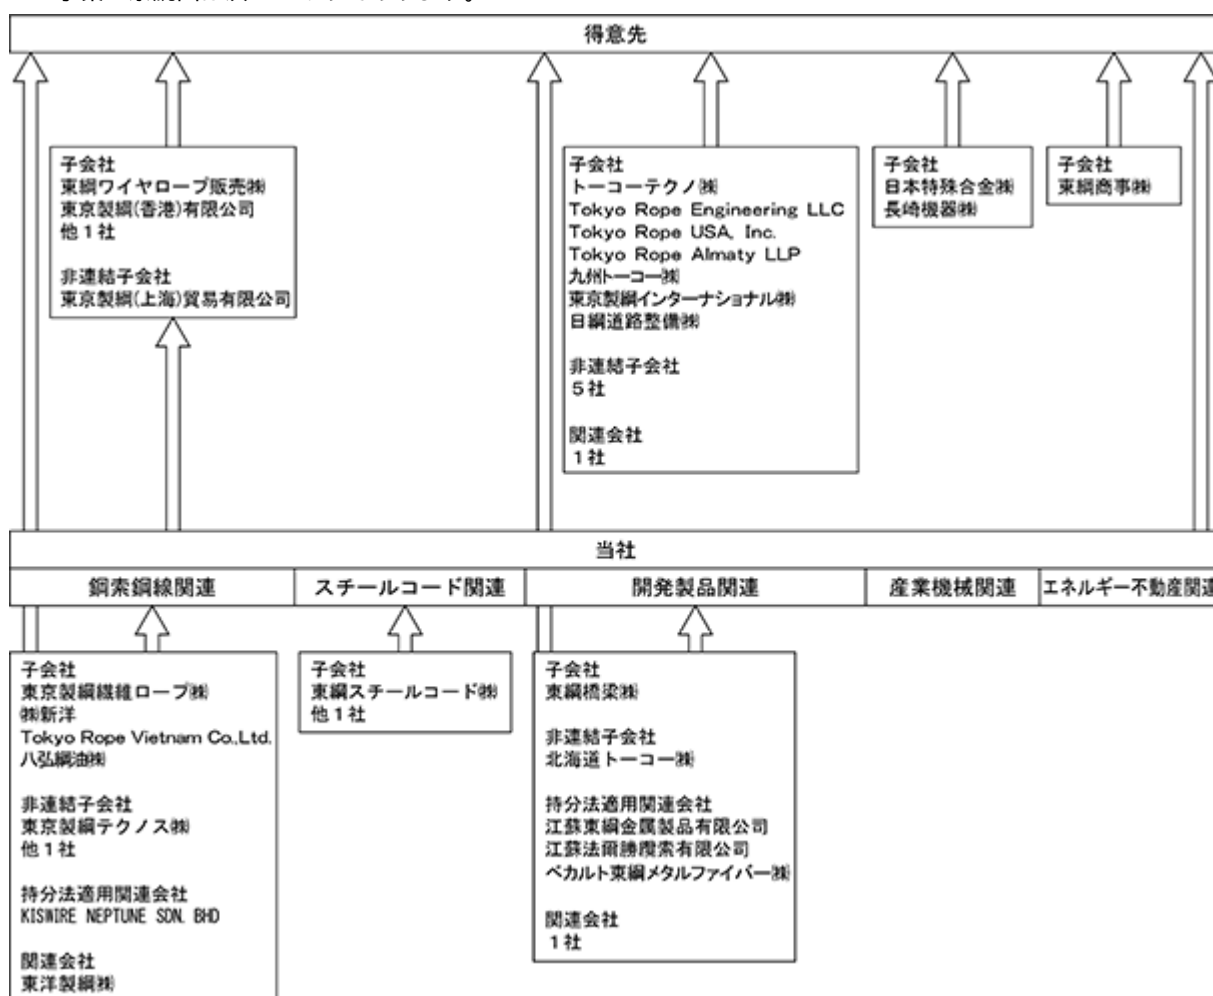 得意先
子会社
東綱ワイヤロープ販売㈱
東京製綱(香港)有限公司
他１社
非連結子会社
東京製綱(上海)貿易有限公司
子会社
トーコーテクノ㈱
Tokyo Rope Engineering LLC
Tokyo Rope USA, Inc.
Tokyo Rope Almaty LLP
九州トーコー㈱
東京製綱インターナショナル㈱
日綱道路整備㈱
非連結子会社
５社
関連会社
１社
子会社
日本特殊合金㈱
長崎機器㈱
子会社
東綱商事㈱
当社
鋼索鋼線関連
スチールコード関連
開発製品関連
産業機械関連
エネルギー不動産関連
子会社
東京製綱繊維ロープ㈱
㈱新洋
Tokyo Rope Vietnam Co.,Ltd.
八弘綱油㈱
非連結子会社
東京製綱テクノス㈱
他１社
持分法適用関連会社
KISWIRE NEPTUNE SDN. BHD
関連会社
東洋製綱㈱
子会社
東綱スチールコード㈱
他１社
子会社
東綱橋梁㈱
非連結子会社
北海道トーコー㈱
持分法適用関連会社
江蘇東綱金属製品有限公司
江蘇法爾勝纜索有限公司
ベカルト東綱メタルファイバー㈱
関連会社
１社